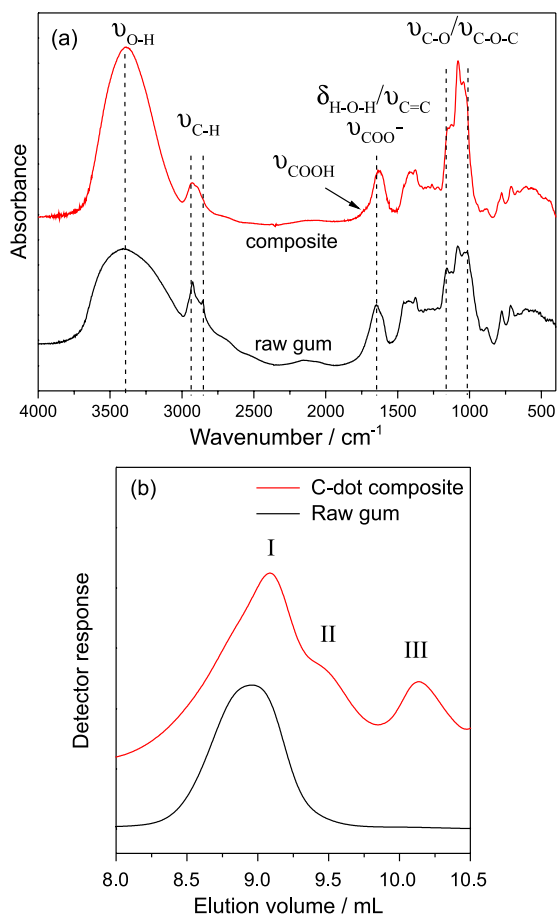 (a)
υO-H
υC-H
υCOOH
δH-O-H/υC=C
υCOO-
υC-O/υC-O-C
Absorbance
composite
raw gum
4000 3500 3000 2500 2000 1500 1000 500
Wavenumber / cm-1
(b)
C-dot composite
Raw gum
I
II
III
Detector response
8.0 8.5 9.0 9.5 10.0 10.5
Elution volume / mL